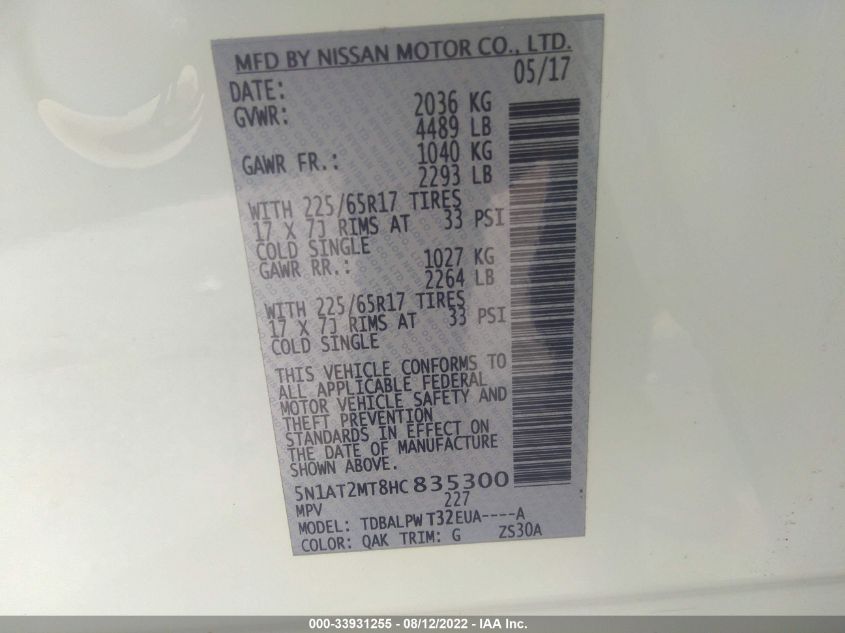 MFD BY NISSAN MOTOR CO., LTD.
DATE: 05/17
GVWR: 2036 KG
4489 LB
GAWR FR.: 1040 KG
2293 LB
WITH 225/65R17 TIRES
17 X 7J RIMS AT 33 PSI
COLD SINGLE
GAWR RR.: 1027 KG
2264 LB
WITH 225/65R17 TIRES
17 X 7J RIMS AT 33 PSI
COLD SINGLE
THIS VEHICLE CONFORMS TO
ALL APPLICABLE FEDERAL
MOTOR VEHICLE SAFETY AND
THEFT PREVENTION
STANDARDS IN EFFECT ON
THE DATE OF MANUFACTURE
SHOWN ABOVE.
5N1AT2MT8HC 835300
MPV 227
MODEL: TDBALPW T32EUA----A
COLOR: QAK TRIM: G ZS30A
000-33931255 - 08/12/2022 - IAA Inc.